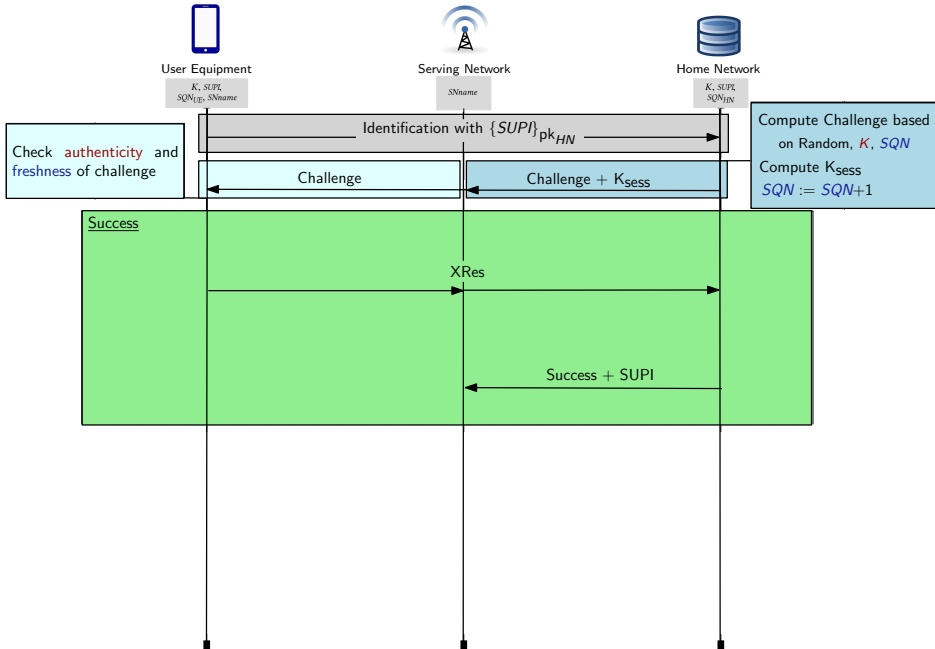 User Equipment
Serving Network
Home Network
K, SUPI,
SQN_UE, SNname
SNname
K, SUPI,
SQN_HN
Identification with {SUPI}_pk_HN
Check authenticity and
freshness of challenge
Compute Challenge based
on Random, K, SQN
Compute K_sess
SQN := SQN+1
Challenge
Challenge + K_sess
Success
XRes
Success + SUPI